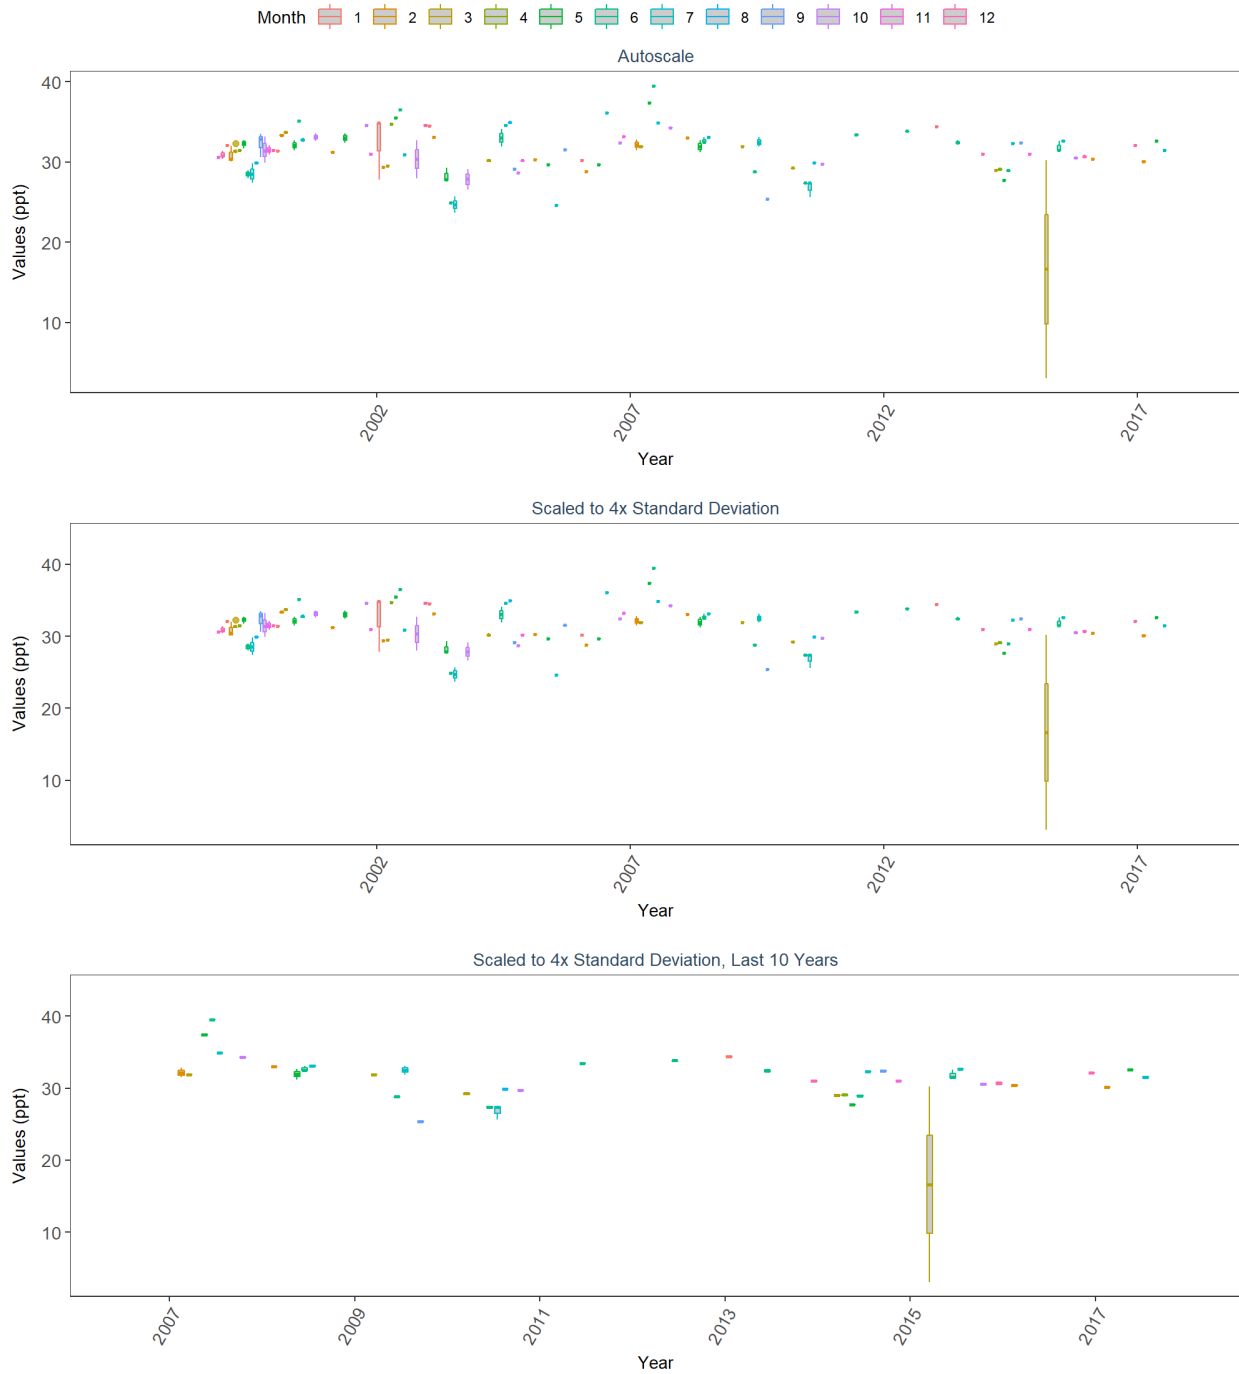 Month 1 2 3 4 5 6 7 8 9 10 11 12
Autoscale
40
30
20
10
Values (ppt)
2002 2007 2012 2017
Year
Scaled to 4x Standard Deviation
40
30
20
10
Values (ppt)
2002 2007 2012 2017
Year
Scaled to 4x Standard Deviation, Last 10 Years
40
30
20
10
Values (ppt)
2007 2009 2011 2013 2015 2017
Year